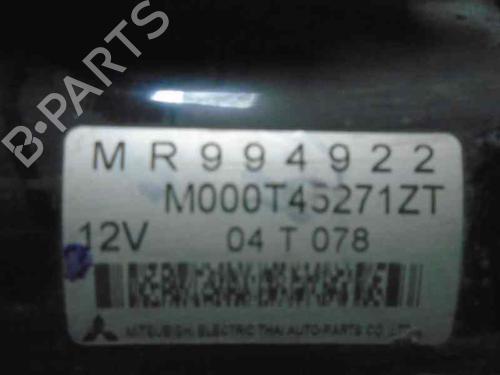 B-PARTS
MR994922
M000T45271ZT
12V 04 T 078
MITSUBISHI ELECTRIC THAI AUTO-PARTS CO., LTD.